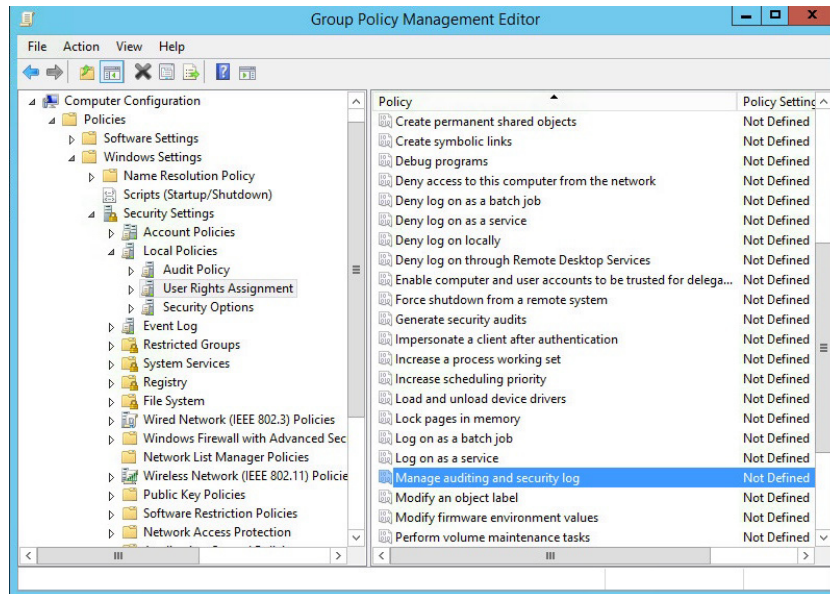 Group Policy Management Editor
File Action View Help
Computer Configuration
Policies
Software Settings
Windows Settings
Name Resolution Policy
Scripts (Startup/Shutdown)
Security Settings
Account Policies
Local Policies
Audit Policy
User Rights Assignment
Security Options
Event Log
Restricted Groups
System Services
Registry
File System
Wired Network (IEEE 802.3) Policies
Windows Firewall with Advanced Sec
Network List Manager Policies
Wireless Network (IEEE 802.11) Policie
Public Key Policies
Software Restriction Policies
Network Access Protection
Policy Policy Setting
Create permanent shared objects Not Defined
Create symbolic links Not Defined
Debug programs Not Defined
Deny access to this computer from the network Not Defined
Deny log on as a batch job Not Defined
Deny log on as a service Not Defined
Deny log on locally Not Defined
Deny log on through Remote Desktop Services Not Defined
Enable computer and user accounts to be trusted for delega... Not Defined
Force shutdown from a remote system Not Defined
Generate security audits Not Defined
Impersonate a client after authentication Not Defined
Increase a process working set Not Defined
Increase scheduling priority Not Defined
Load and unload device drivers Not Defined
Lock pages in memory Not Defined
Log on as a batch job Not Defined
Log on as a service Not Defined
Manage auditing and security log Not Defined
Modify an object label Not Defined
Modify firmware environment values Not Defined
Perform volume maintenance tasks Not Defined